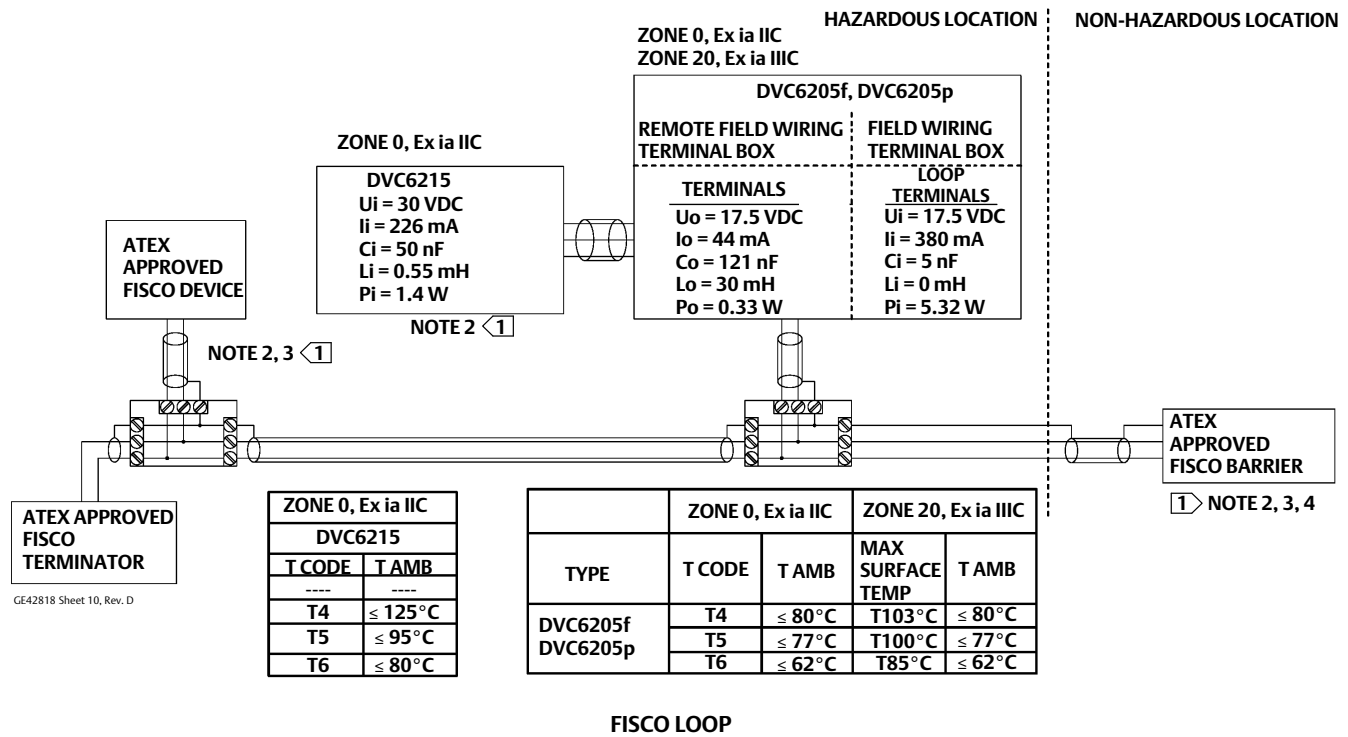 HAZARDOUS LOCATION
NON-HAZARDOUS LOCATION
ZONE 0, Ex ia IIC
ZONE 20, Ex ia IIIC
DVC6205f, DVC6205p
REMOTE FIELD WIRING
TERMINAL BOX
FIELD WIRING
TERMINAL BOX
TERMINALS
Uo = 17.5 VDC
Io = 44 mA
Co = 121 nF
Lo = 30 mH
Po = 0.33 W
LOOP
TERMINALS
Ui = 17.5 VDC
Ii = 380 mA
Ci = 5 nF
Li = 0 mH
Pi = 5.32 W
ZONE 0, Ex ia IIC
DVC6215
Ui = 30 VDC
Ii = 226 mA
Ci = 50 nF
Li = 0.55 mH
Pi = 1.4 W
NOTE 2 1
ATEX
APPROVED
FISCO DEVICE
NOTE 2, 3 1
ATEX
APPROVED
FISCO BARRIER
1 NOTE 2, 3, 4
ATEX APPROVED
FISCO
TERMINATOR
GE42818 Sheet 10, Rev. D
ZONE 0, Ex ia IIC
DVC6215
T CODE T AMB
---- ----
T4 ≤ 125°C
T5 ≤ 95°C
T6 ≤ 80°C
ZONE 0, Ex ia IIC ZONE 20, Ex ia IIIC
TYPE
T CODE
T AMB
MAX
SURFACE
TEMP
T AMB
DVC6205f
DVC6205p
T4 ≤ 80°C T103°C ≤ 80°C
T5 ≤ 77°C T100°C ≤ 77°C
T6 ≤ 62°C T85°C ≤ 62°C
FISCO LOOP